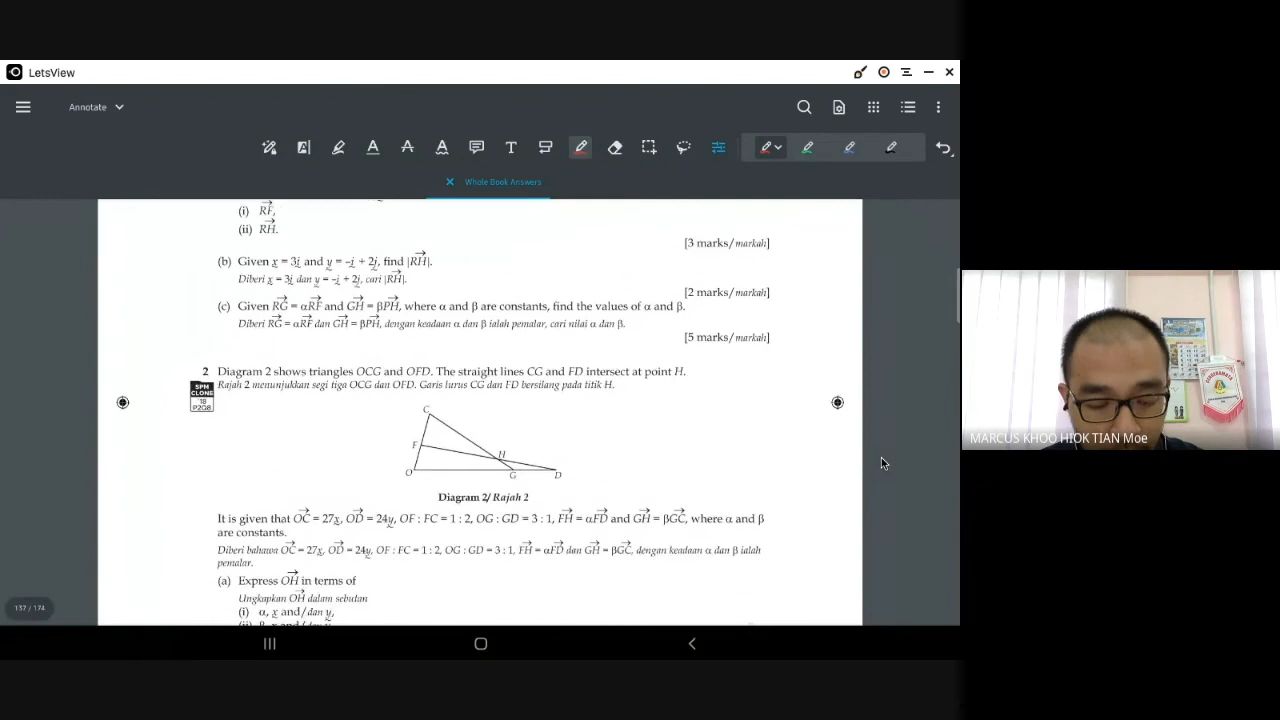 LetsView
Annotate
Whole Book Answers
(i) RF,
(ii) RH.
[3 marks/markah]
(b) Given x = 3i and y = –i + 2j, find |RH|.
Diberi x = 3i dan y = –i + 2j, cari |RH|.
[2 marks/markah]
(c) Given RG = αRF and GH = βPH, where α and β are constants, find the values of α and β.
Diberi RG = αRF dan GH = βPH, dengan keadaan α dan β ialah pemalar, cari nilai α dan β.
[5 marks/markah]
2 Diagram 2 shows triangles OCG and OFD. The straight lines CG and FD intersect at point H.
SPM CLONE 18 P2Q8
Rajah 2 menunjukkan segi tiga OCG dan OFD. Garis lurus CG dan FD bersilang pada titik H.
C
F
H
O
G
D
Diagram 2/ Rajah 2
It is given that OC = 27x, OD = 24y, OF : FC = 1 : 2, OG : GD = 3 : 1, FH = αFD and GH = βGC, where α and β
are constants.
Diberi bahawa OC = 27x, OD = 24y, OF : FC = 1 : 2, OG : GD = 3 : 1, FH = αFD dan GH = βGC, dengan keadaan α dan β ialah
pemalar.
(a) Express OH in terms of
Ungkapkan OH dalam sebutan
(i) α, x and/dan y,
137 / 174
MARCUS KHOO HIOK TIAN Moe